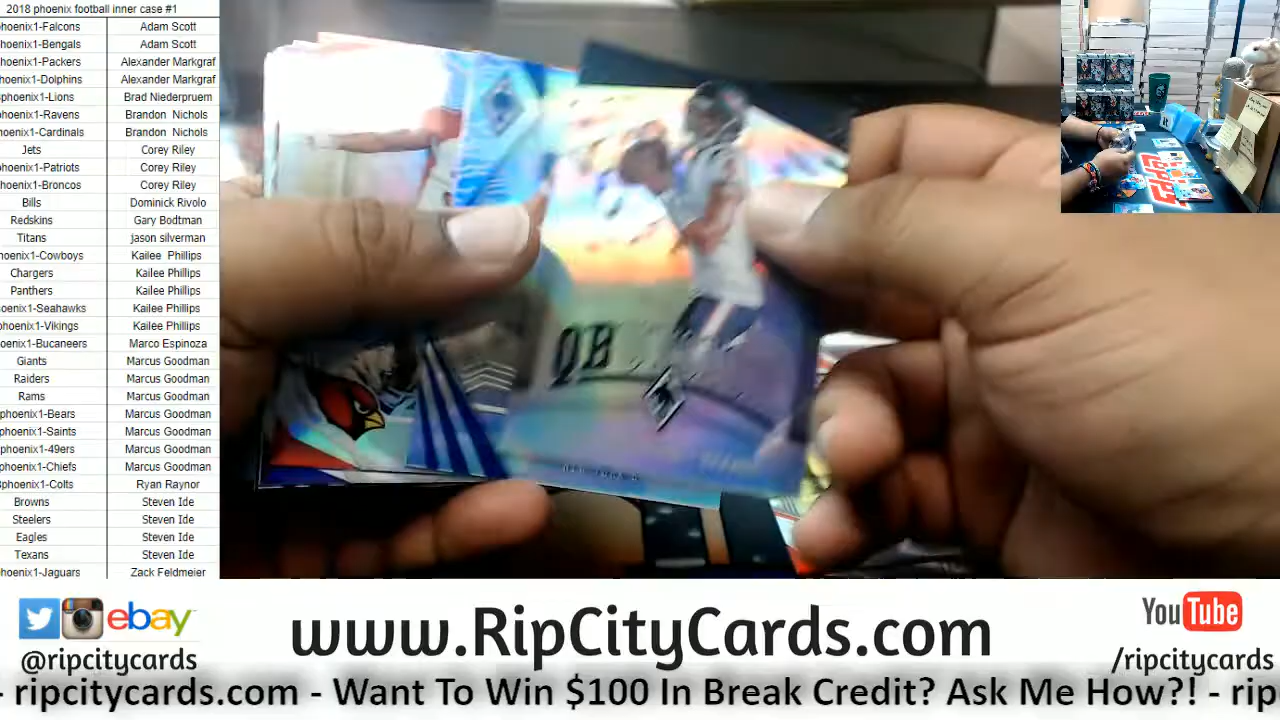 2018 phoenix football inner case #1
hoenix1-Falcons Adam Scott
hoenix1-Bengals Adam Scott
hoenix1-Packers Alexander Markgraf
hoenix1-Dolphins Alexander Markgraf
phoenix1-Lions Brad Niederpruem
phoenix1-Ravens Brandon Nichols
oenix1-Cardinals Brandon Nichols
Jets Corey Riley
phoenix1-Patriots Corey Riley
hoenix1-Broncos Corey Riley
Bills Dominick Rivolo
Redskins Gary Bodtman
Titans jason silverman
phoenix1-Cowboys Kailee Phillips
Chargers Kailee Phillips
Panthers Kailee Phillips
oenix1-Seahawks Kailee Phillips
phoenix1-Vikings Kailee Phillips
oenix1-Bucaneers Marco Espinoza
Giants Marcus Goodman
Raiders Marcus Goodman
Rams Marcus Goodman
phoenix1-Bears Marcus Goodman
phoenix1-Saints Marcus Goodman
phoenix1-49ers Marcus Goodman
phoenix1-Chiefs Marcus Goodman
phoenix1-Colts Ryan Raynor
Browns Steven Ide
Steelers Steven Ide
Eagles Steven Ide
Texans Steven Ide
hoenix1-Jaguars Zack Feldmeier
QB
ebay
@ripcitycards
www.RipCityCards.com
YouTube
/ripcitycards
- ripcitycards.com - Want To Win $100 In Break Credit? Ask Me How?! - rip